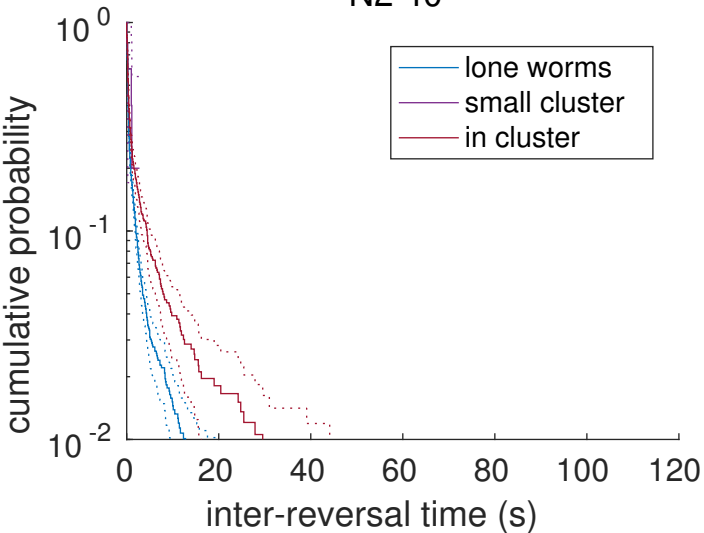 10 0
lone worms
small cluster
in cluster
cumulative probability
10 -1
10 -2
0 20 40 60 80 100 120
inter-reversal time (s)